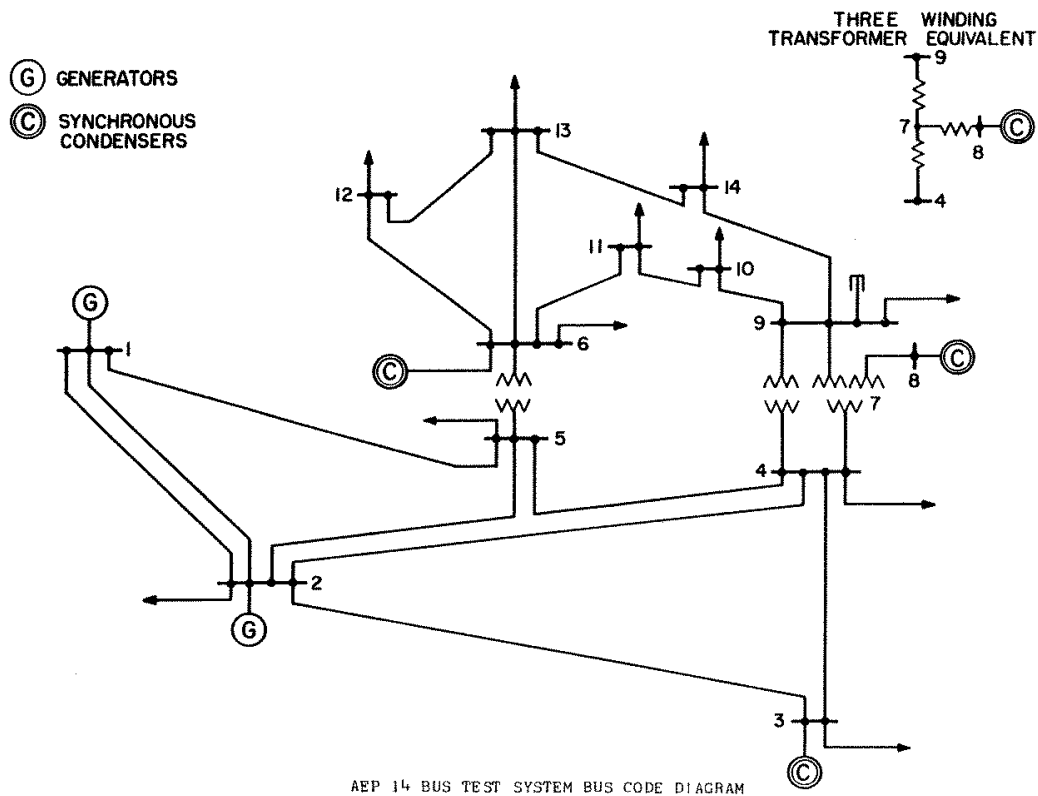 THREE WINDING
TRANSFORMER EQUIVALENT
9
7
C
8
4
G GENERATORS
C SYNCHRONOUS
CONDENSERS
13
12
14
11
10
G
1
9
6
C
8
C
7
5
4
2
G
3
C
AEP 14 BUS TEST SYSTEM BUS CODE DIAGRAM